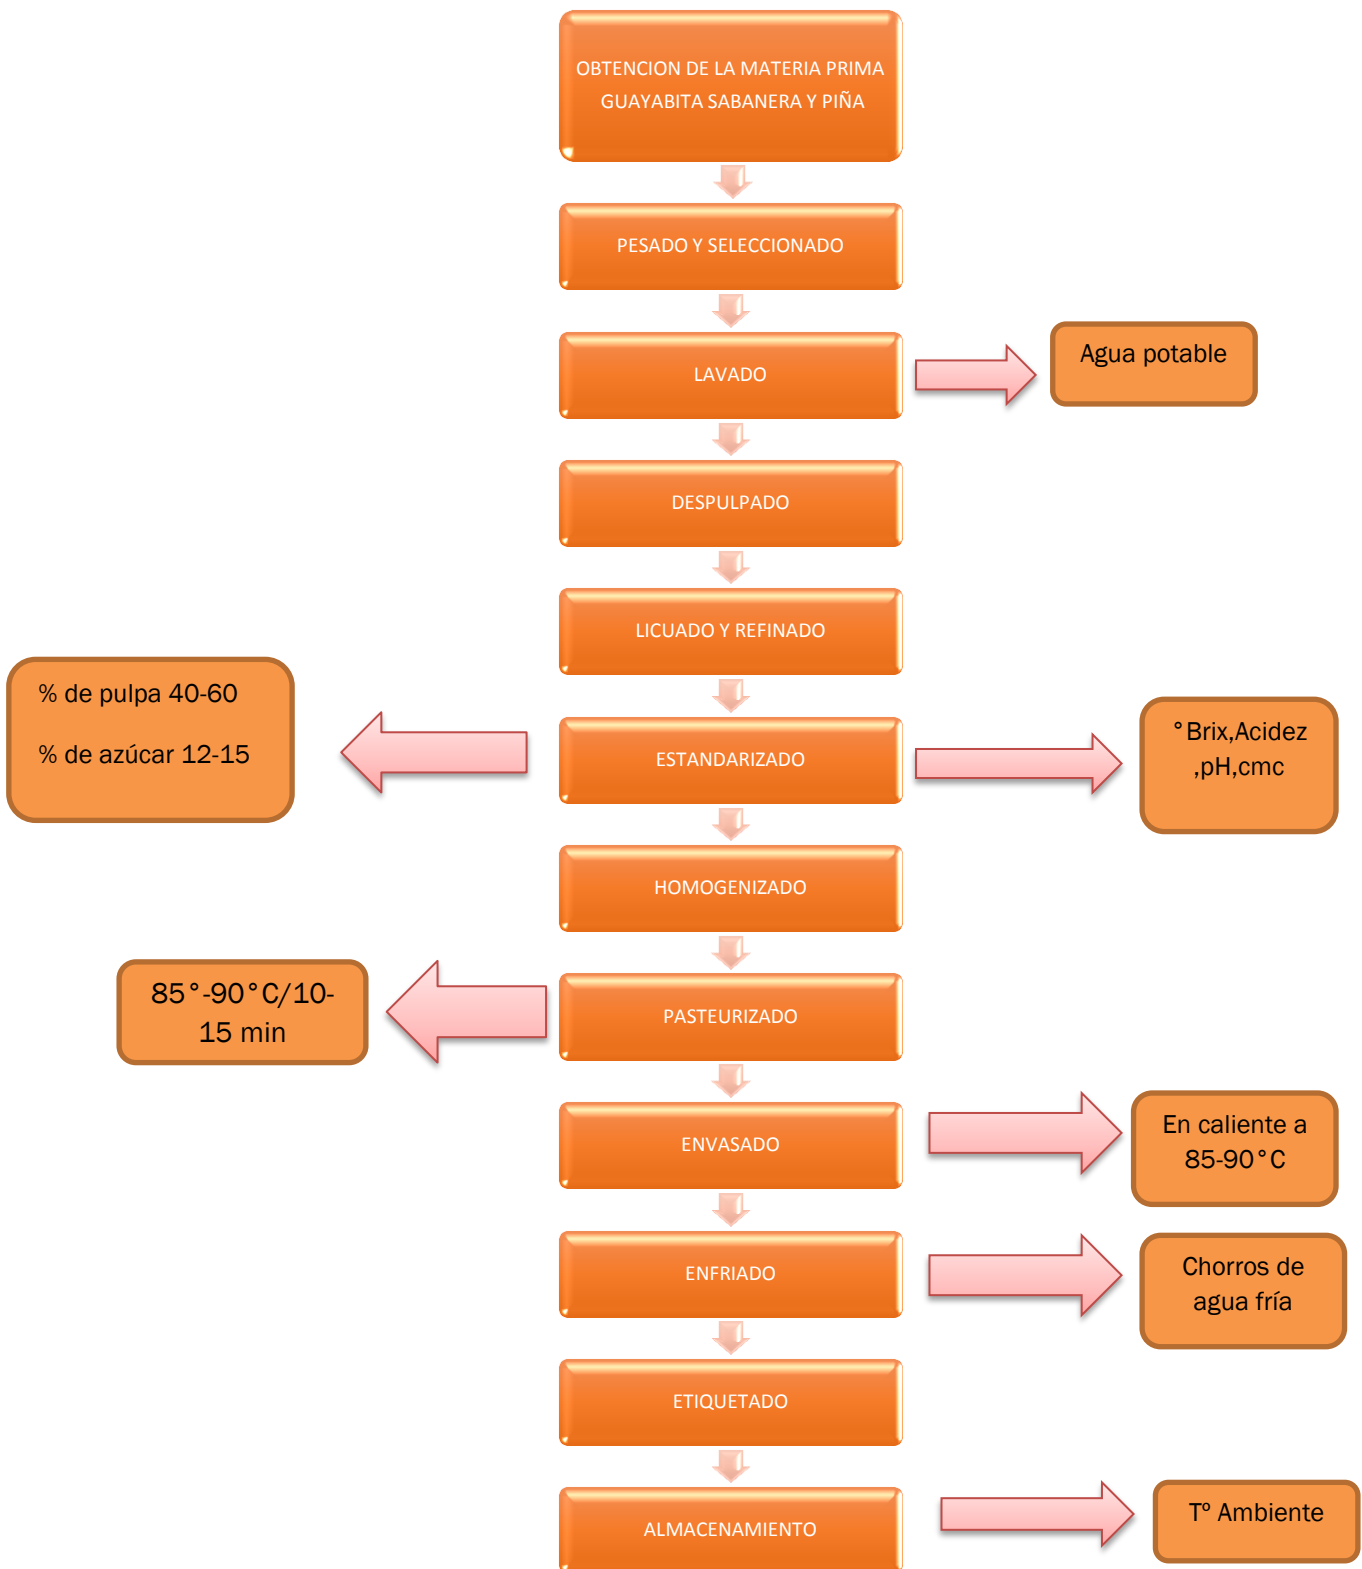 OBTENCION DE LA MATERIA PRIMA
GUAYABITA SABANERA Y PIÑA
PESADO Y SELECCIONADO
LAVADO
Agua potable
DESPULPADO
LICUADO Y REFINADO
% de pulpa 40-60
% de azúcar 12-15
ESTANDARIZADO
°Brix,Acidez
,pH,cmc
HOMOGENIZADO
85°-90°C/10-
15 min
PASTEURIZADO
ENVASADO
En caliente a
85-90°C
ENFRIADO
Chorros de
agua fría
ETIQUETADO
ALMACENAMIENTO
Tº Ambiente